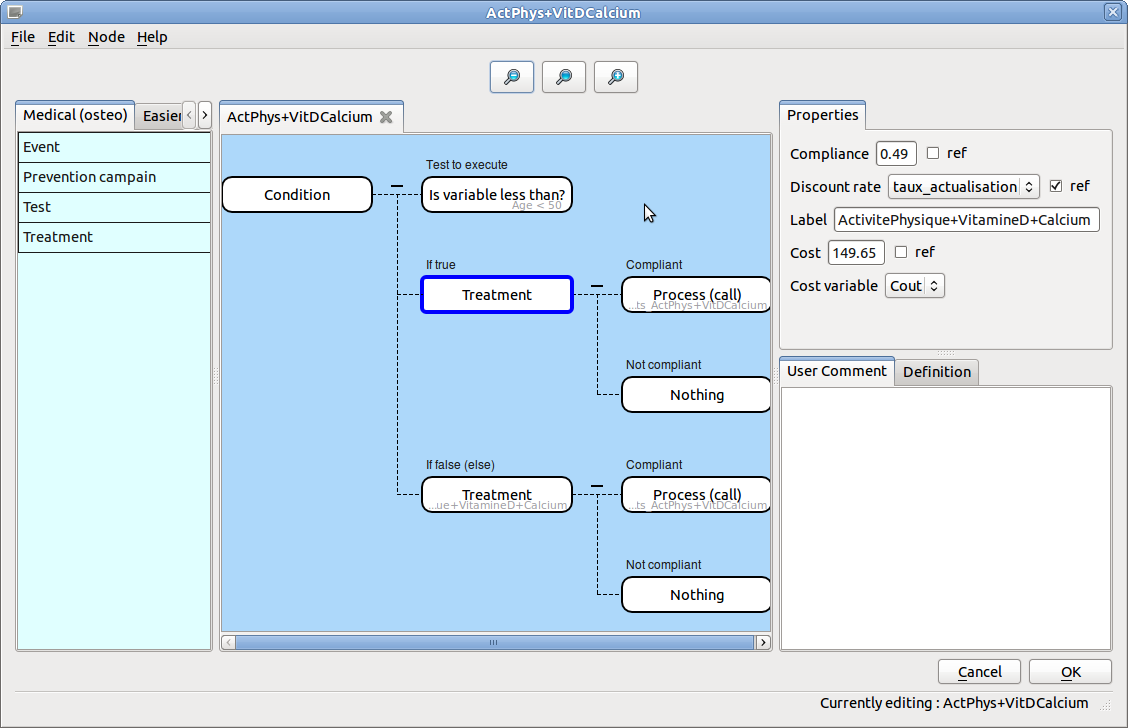 ActPhys+VitDCalcium
File Edit Node Help
Medical (osteo) Easier
Event
Prevention campain
Test
Treatment
ActPhys+VitDCalcium
Test to execute
Condition
Is variable less than?
Age < 50
If true
Treatment
Compliant
Process (call)
...ts_ActPhys+VitDCalcium
Not compliant
Nothing
If false (else)
Treatment
...ue+VitamineD+Calcium
Compliant
Process (call)
...ts_ActPhys+VitDCalcium
Not compliant
Nothing
Properties
Compliance 0.49 ref
Discount rate taux_actualisation ref
Label ActivitePhysique+VitamineD+Calcium
Cost 149.65 ref
Cost variable Cout
User Comment Definition
Cancel OK
Currently editing : ActPhys+VitDCalcium